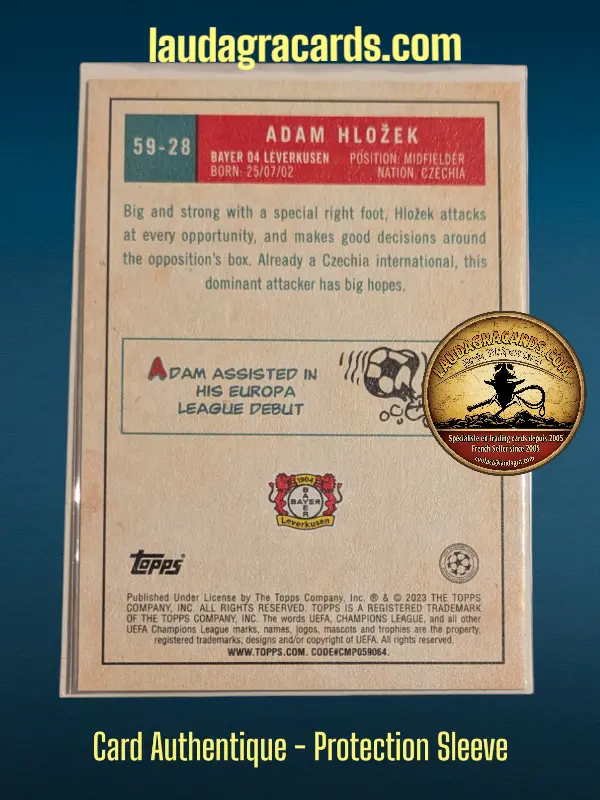 laudagracards.com
59-28
ADAM HLOŽEK
BAYER 04 LEVERKUSEN POSITION: MIDFIELDER
BORN: 25/07/02 NATION, CZECHIA
Big and strong with a special right foot, Hložek attacks
at every opportunity, and makes good decisions around
the opposition's box. Already a Czechia international, this
dominant attacker has big hopes.
ADAM ASSISTED IN
HIS EUROPA
LEAGUE DEBUT
LAUDAGRACARDS.COM
Spécialiste en trading cards depuis 2005
French Seller since 2005
1904
BAYER
BAYER
Leverkusen
topps
Published Under License by The Topps Company, Inc. ® & © 2023 THE TOPPS
COMPANY, INC. ALL RIGHTS RESERVED. TOPPS IS A REGISTERED TRADEMARK
OF THE TOPPS COMPANY, INC. The words UEFA, CHAMPIONS LEAGUE, and all other
UEFA Champions League marks, names, logos, mascots and trophies are the property,
registered trademarks, designs and/or copyright of UEFA. All rights reserved.
WWW.TOPPS.COM. CODE#CMP059064.
Card Authentique - Protection Sleeve